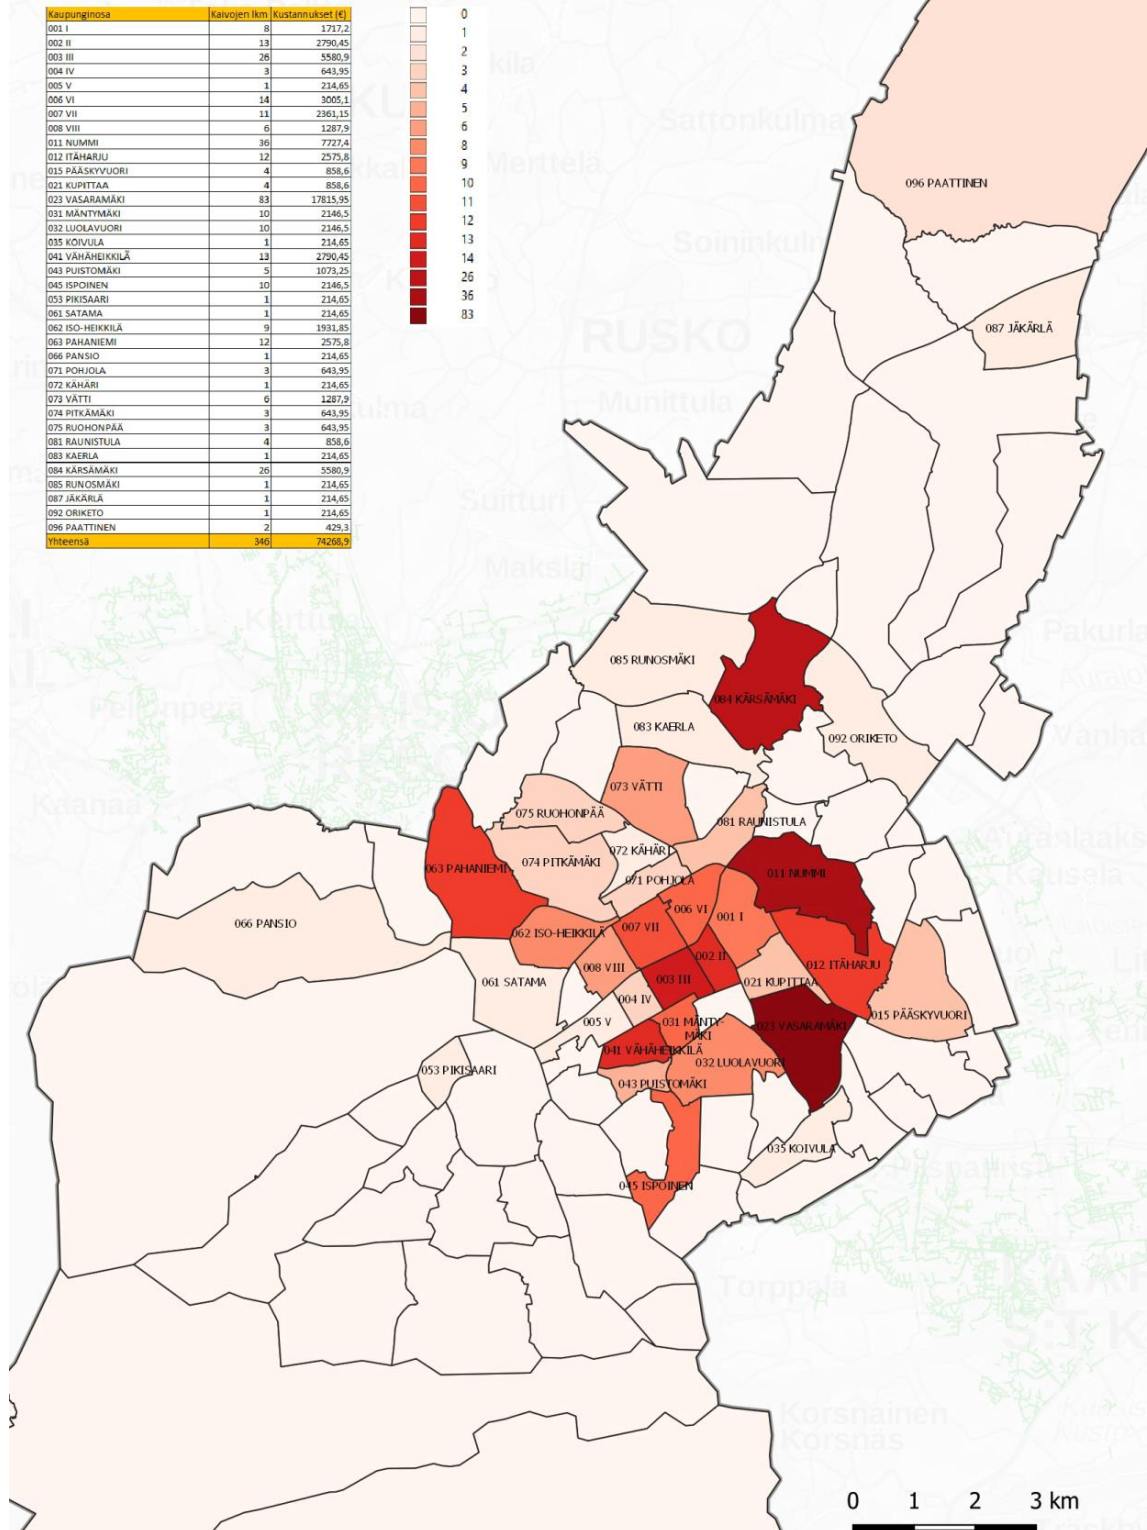 Kaupunginosa Kaivojen lkm Kustannukset (€)
001 I 8 1717,2
002 II 13 2790,45
003 III 26 5580,9
004 IV 3 643,95
005 V 1 214,65
006 VI 14 3005,1
007 VII 11 2361,15
008 VIII 6 1287,9
011 NUMMI 36 7727,4
012 ITÄHARJU 12 2575,8
015 PÄÄSKYVUORI 4 858,6
021 KUPITTAA 4 858,6
023 VASARAMÄKI 83 17815,95
031 MÄNTYMÄKI 10 2146,5
032 LUOLAVUORI 10 2146,5
035 KOIVULA 1 214,65
041 VÄHÄHEIKKILÄ 13 2790,45
043 PUISTOMÄKI 5 1073,25
045 ISPOINEN 10 2146,5
053 PIKISAARI 1 214,65
061 SATAMA 1 214,65
062 ISO-HEIKKILÄ 9 1931,85
063 PAHANIEMI 12 2575,8
066 PANSIO 1 214,65
071 POHJOLA 3 643,95
072 KÄHÄRI 1 214,65
073 VÄTTI 6 1287,9
074 PITKÄMÄKI 3 643,95
075 RUOHONPÄÄ 3 643,95
081 RAUNISTULA 4 858,6
083 KAERLA 1 214,65
084 KÄRSÄMÄKI 26 5580,9
085 RUNOSMÄKI 1 214,65
087 JÄKÄRLÄ 1 214,65
092 ORIKETO 1 214,65
096 PAATTINEN 2 429,3
Yhteensä 346 74268,9
0
1
2
3
4
5
6
8
9
10
11
12
13
14
26
36
83
Sattonkulma
Merttelä
096 PAATTINEN
RUSKO
087 JÄKÄRLÄ
Munittula
Suitturi
Pakurla
085 RUNOSMÄKI
084 KÄRSÄMÄKI
083 KAERLA
092 ORIKETO
073 VÄTTI
075 RUOHONPÄÄ
081 RAUNISTULA
072 KÄHÄRI
074 PITKÄMÄKI
063 PAHANIEMI
071 POHJOLA
011 NUMMI
Kausela
006 VI
001 I
066 PANSIO
007 VII
062 ISO-HEIKKILÄ
002 II
012 ITÄHARJU
008 VIII
003 III
061 SATAMA
021 KUPITTAA
004 IV
015 PÄÄSKYVUORI
005 V
031 MÄNTY-
MÄKI
023 VASARAMÄKI
041 VÄHÄHEIKKILÄ
032 LUOLAVUORI
053 PIKISAARI
043 PUISTOMÄKI
035 KOIVULA
045 ISPOINEN
Torppala
Korsnainen
Korsnäs
0 1 2 3 km